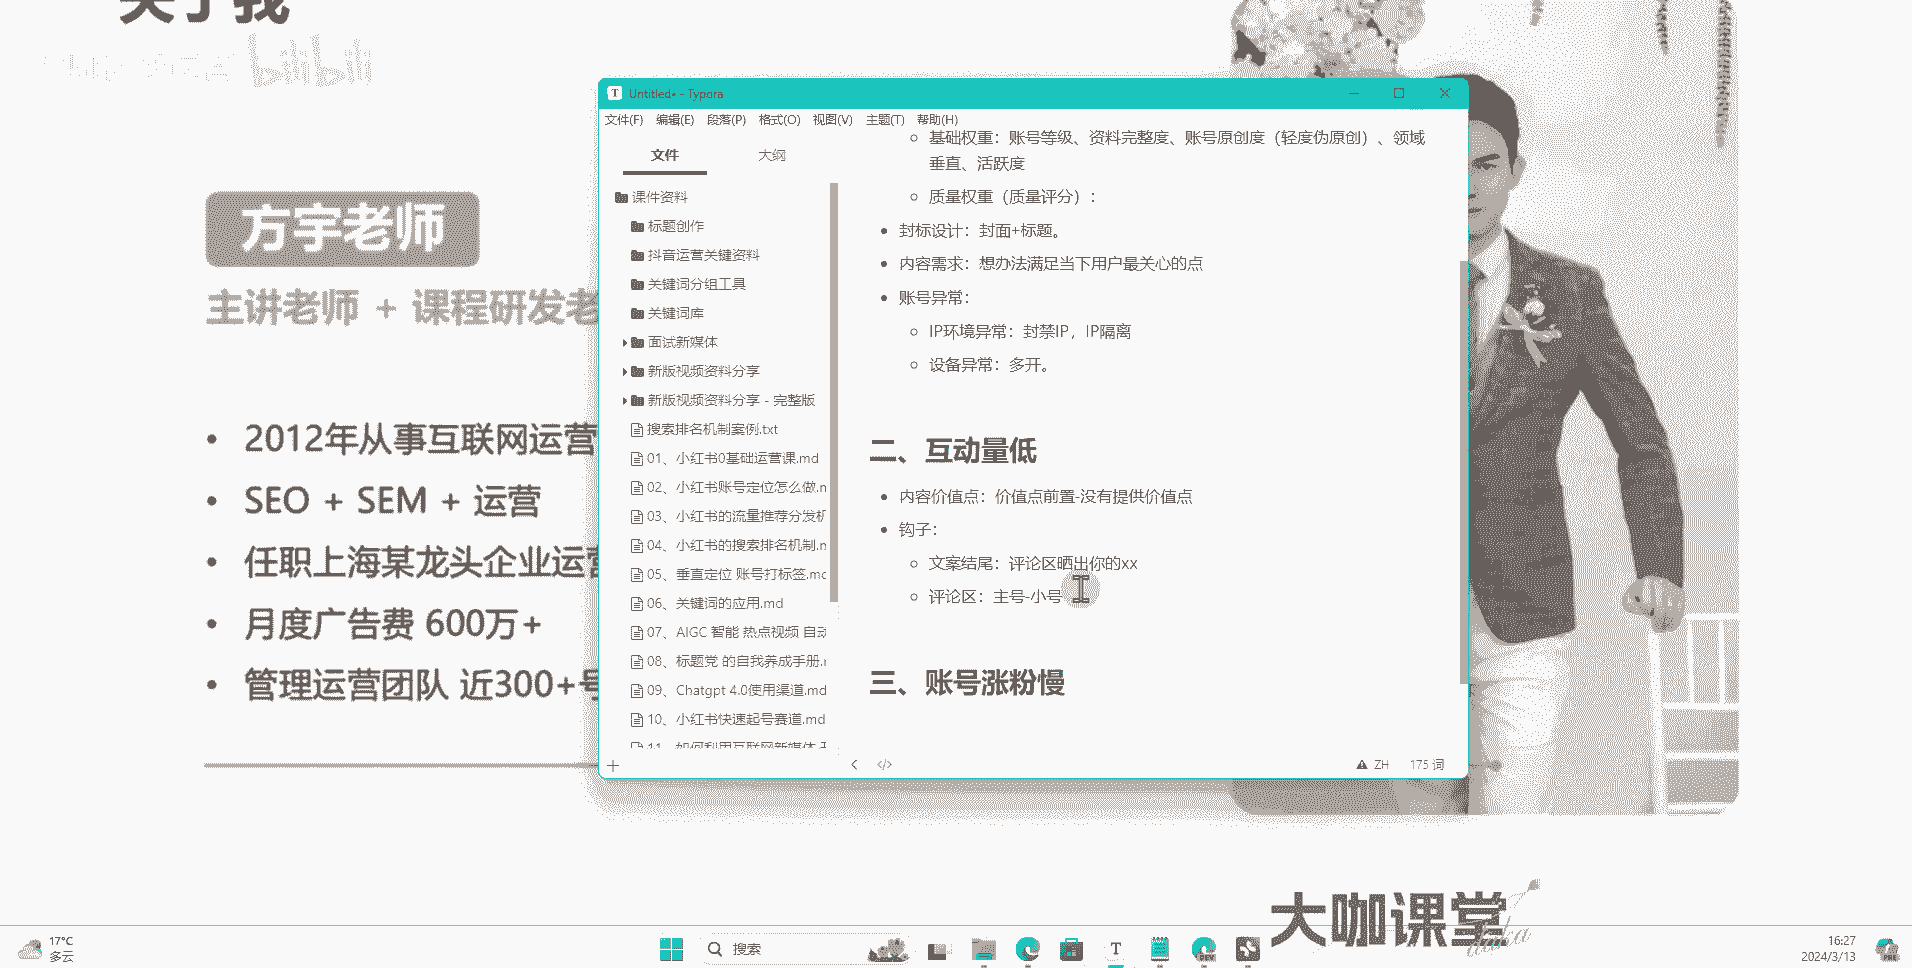 关于我
bilibili
方宇老师
主讲老师 + 课程研发老
2012年从事互联网运营
SEO + SEM + 运营
任职上海某龙头企业运营
月度广告费 600万+
管理运营团队 近300+号
Untitled• - Typora
文件(F) 编辑(E) 段落(P) 格式(O) 视图(V) 主题(T) 帮助(H)
文件 大纲
课件资料
标题创作
抖音运营关键资料
关键词分组工具
关键词库
面试新媒体
新版视频资料分享
新版视频资料分享 - 完整版
搜索排名机制案例.txt
01、小红书0基础运营课.md
02、小红书账号定位怎么做.m
03、小红书的流量推荐分发机
04、小红书的搜索排名机制.m
05、垂直定位 账号打标签.md
06、关键词的应用.md
07、AIGC 智能 热点视频 自动
08、标题党 的自我养成手册.m
09、Chatgpt 4.0使用渠道.md
10、小红书快速起号赛道.md
11、如何利用互联网新媒体
基础权重：账号等级、资料完整度、账号原创度（轻度伪原创）、领域
垂直、活跃度
质量权重（质量评分）：
封标设计：封面+标题。
内容需求：想办法满足当下用户最关心的点
账号异常：
IP环境异常：封禁IP，IP隔离
设备异常：多开。
二、互动量低
内容价值点：价值点前置-没有提供价值点
钩子：
文案结尾：评论区晒出你的xx
评论区：主号-小号
三、账号涨粉慢
ZH 175 词
大咖课堂
17°C
多云
搜索
16:27
2024/3/13